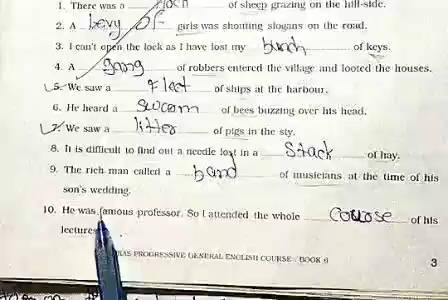 1. There was a flock of sheep grazing on the hill-side.
2. A bevy of girls was shouting slogans on the road.
3. I can't open the lock as I have lost my bunch of keys.
4. A gang of robbers entered the village and looted the houses.
5. We saw a fleet of ships at the harbour.
6. He heard a swarm of bees buzzing over his head.
7. We saw a litter of pigs in the sty.
8. It is difficult to find out a needle lost in a Stack of hay.
9. The rich man called a band of musicians at the time of his
son's wedding.
10. He was famous professor. So I attended the whole course of his
lectures
PROGRESSIVE GENERAL ENGLISH COURSE : BOOK 6
3